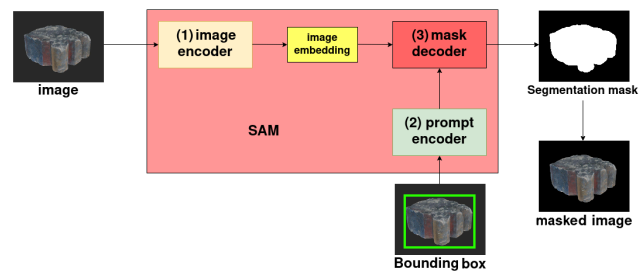 image
(1) image
encoder
image
embedding
(3) mask
decoder
SAM
(2) prompt
encoder
Bounding box
Segmentation mask
masked image